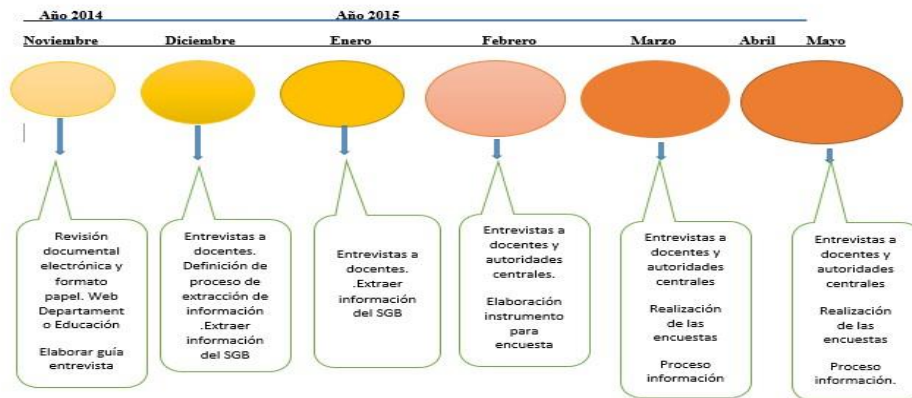 Año 2014 Año 2015
Noviembre Diciembre Enero Febrero Marzo Abril Mayo
Revisión
documental
electrónica y
formato
papel. Web
Departament
o Educación
Elaborar guía
entrevista
Entrevistas a
docentes.
Definición de
proceso de
extracción de
información
.Extraer
información
del SGB
Entrevistas a
docentes.
.Extraer
información
del SGB
Entrevistas a
docentes y
autoridades
centrales.
Elaboración
instrumento
para
encuesta
Entrevistas a
docentes y
autoridades
centrales
Realización
de las
encuestas
Proceso
información
Entrevistas a
docentes y
autoridades
centrales
Realización
de las
encuestas
Proceso
información.